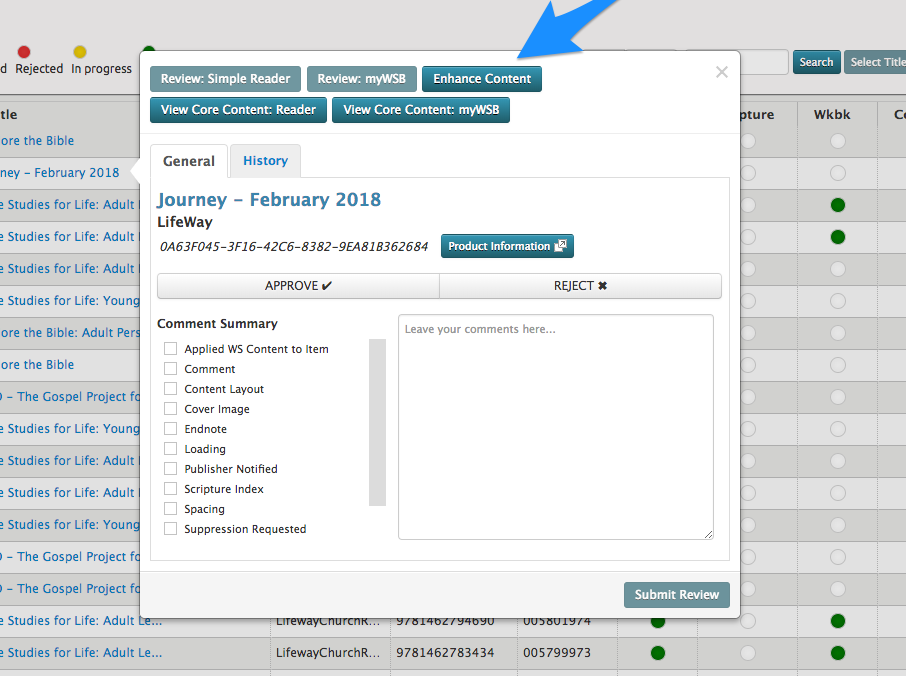 d Rejected In progress
Search Select Title
Review: Simple Reader Review: myWSB Enhance Content
View Core Content: Reader View Core Content: myWSB
tle pture Wkbk Co
General History
ore the Bible
rney – February 2018
e Studies for Life: Adult
e Studies for Life: Adult
e Studies for Life: Adult
e Studies for Life: Young
ore the Bible: Adult Pers
ore the Bible
O – The Gospel Project fo
e Studies for Life: Young
e Studies for Life: Adult
e Studies for Life: Adult
e Studies for Life: Young
O – The Gospel Project fo
O – The Gospel Project fo
Journey – February 2018
LifeWay
0A63F045-3F16-42C6-8382-9EA81B362684 Product Information
APPROVE ✔ REJECT ✖
Comment Summary
Leave your comments here...
Applied WS Content to Item
Comment
Content Layout
Cover Image
Endnote
Loading
Publisher Notified
Scripture Index
Spacing
Suppression Requested
Submit Review
e Studies for Life: Adult Le... LifewayChurchR... 9781462794690 005801974
e Studies for Life: Adult Le... LifewayChurchR... 9781462783434 005799973